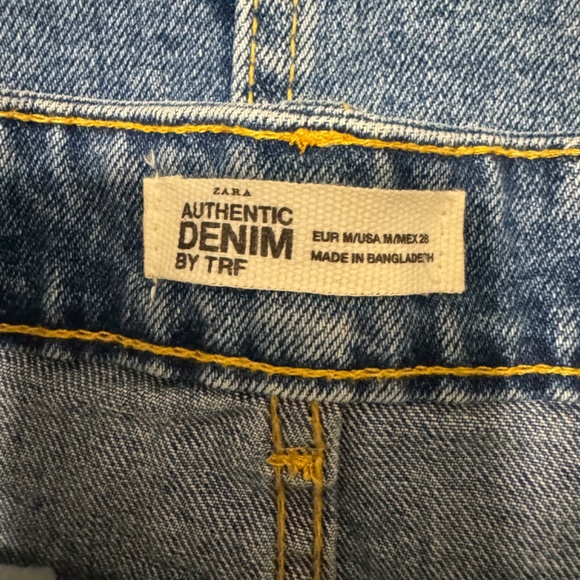 ZARA
AUTHENTIC
DENIM
BY TRF
EUR M/USA M/MEX 28
MADE IN BANGLADESH